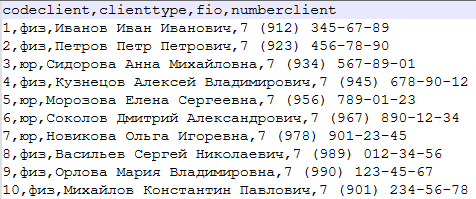 codeclient,clienttype,fio,numberclient
1,физ,Иванов Иван Иванович,7 (912) 345-67-89
2,физ,Петров Петр Петрович,7 (923) 456-78-90
3,юр,Сидорова Анна Михайловна,7 (934) 567-89-01
4,физ,Кузнецов Алексей Владимирович,7 (945) 678-90-12
5,юр,Морозова Елена Сергеевна,7 (956) 789-01-23
6,юр,Соколов Дмитрий Александрович,7 (967) 890-12-34
7,юр,Новикова Ольга Игоревна,7 (978) 901-23-45
8,физ,Васильев Сергей Николаевич,7 (989) 012-34-56
9,физ,Орлова Мария Владимировна,7 (990) 123-45-67
10,физ,Михайлов Константин Павлович,7 (901) 234-56-78